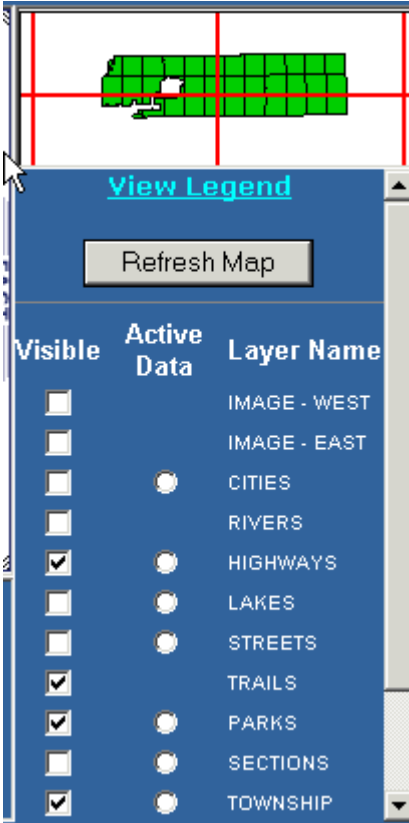 View Legend
Refresh Map
Visible Active Data Layer Name
IMAGE - WEST
IMAGE - EAST
CITIES
RIVERS
HIGHWAYS
LAKES
STREETS
TRAILS
PARKS
SECTIONS
TOWNSHIP